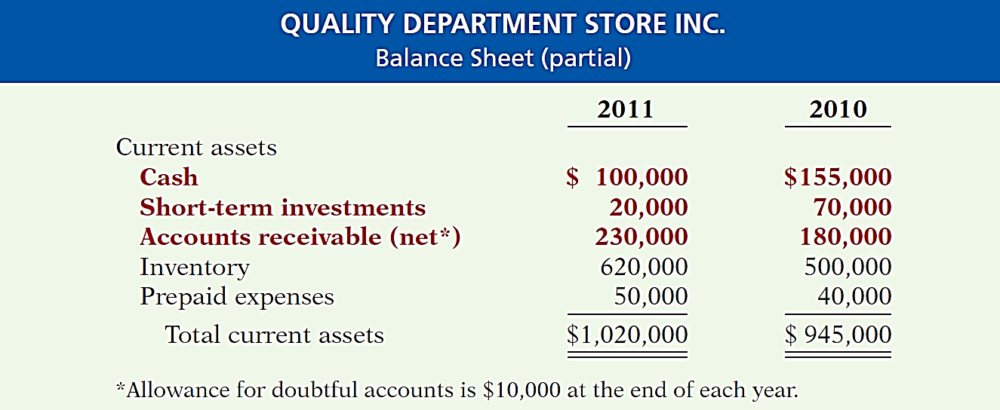 QUALITY DEPARTMENT STORE INC.
Balance Sheet (partial)
2011 2010
Current assets
Cash $ 100,000 $155,000
Short-term investments 20,000 70,000
Accounts receivable (net*) 230,000 180,000
Inventory 620,000 500,000
Prepaid expenses 50,000 40,000
Total current assets $1,020,000 $ 945,000
*Allowance for doubtful accounts is $10,000 at the end of each year.